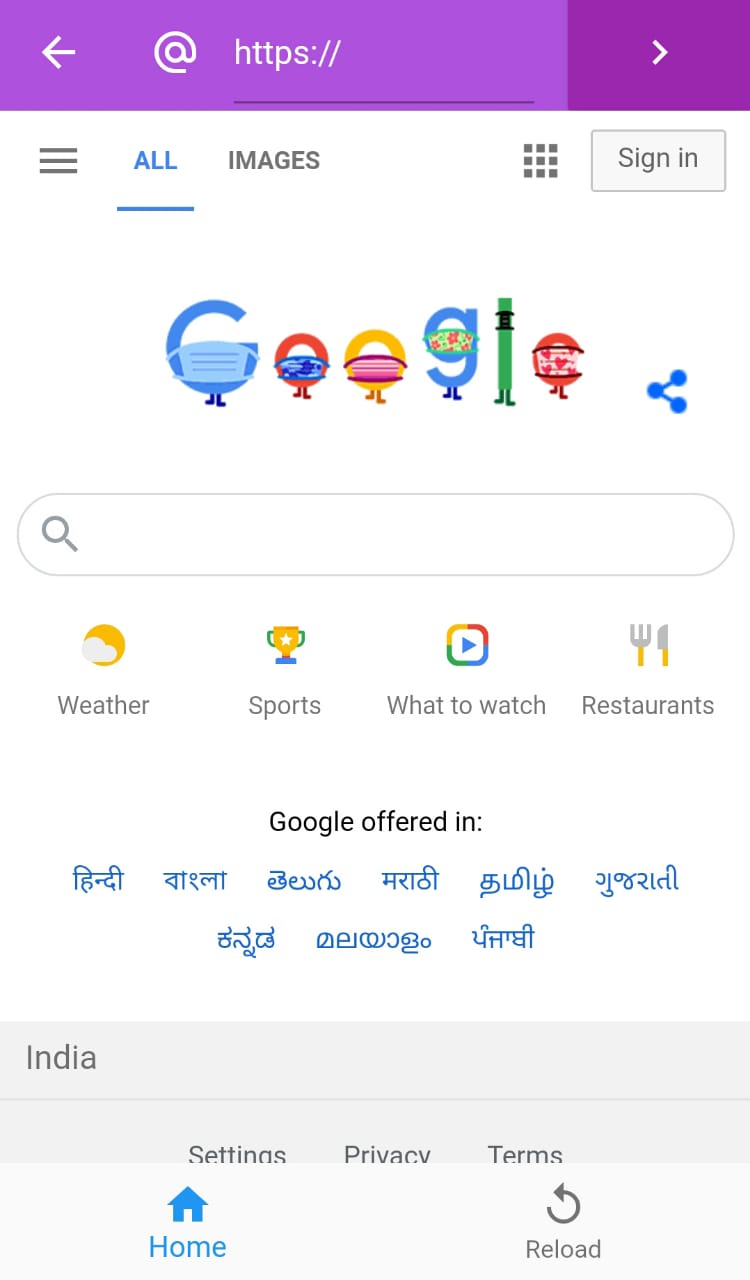 https://
ALL IMAGES Sign in
Google
Weather Sports What to watch Restaurants
Google offered in:
हिन्दी বাংলা తెలుగు मराठी தமிழ் ગુજરાતી
ಕನ್ನಡ മലയാളം ਪੰਜਾਬੀ
India
Settings Privacy Terms
Home Reload